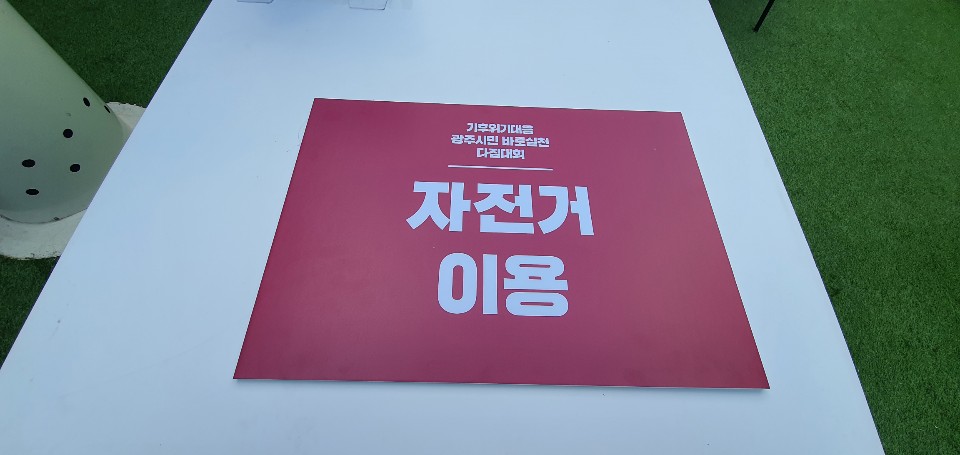 기후위기대응
광주시민 바로실천
다짐대회
자전거
이용